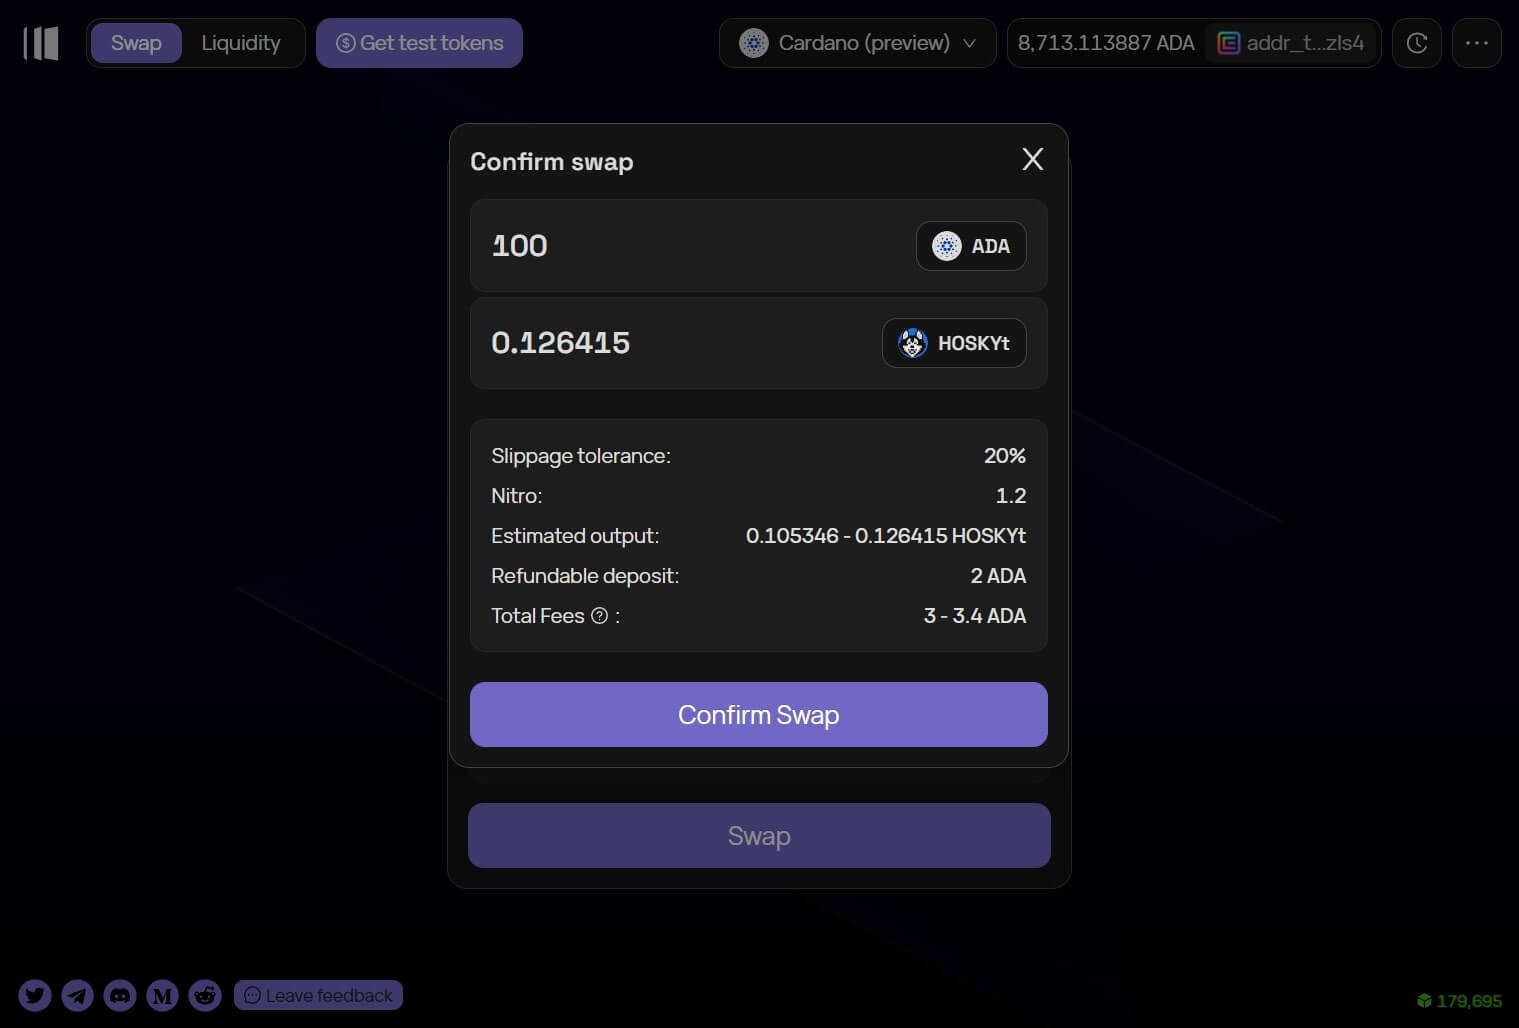 Swap Liquidity Get test tokens Cardano (preview) 8,713.113887 ADA addr_t...zls4
Confirm swap
100 ADA
0.126415 HOSKYt
Slippage tolerance: 20%
Nitro: 1.2
Estimated output: 0.105346 - 0.126415 HOSKYt
Refundable deposit: 2 ADA
Total Fees ? : 3 - 3.4 ADA
Confirm Swap
Swap
Leave feedback
179,695